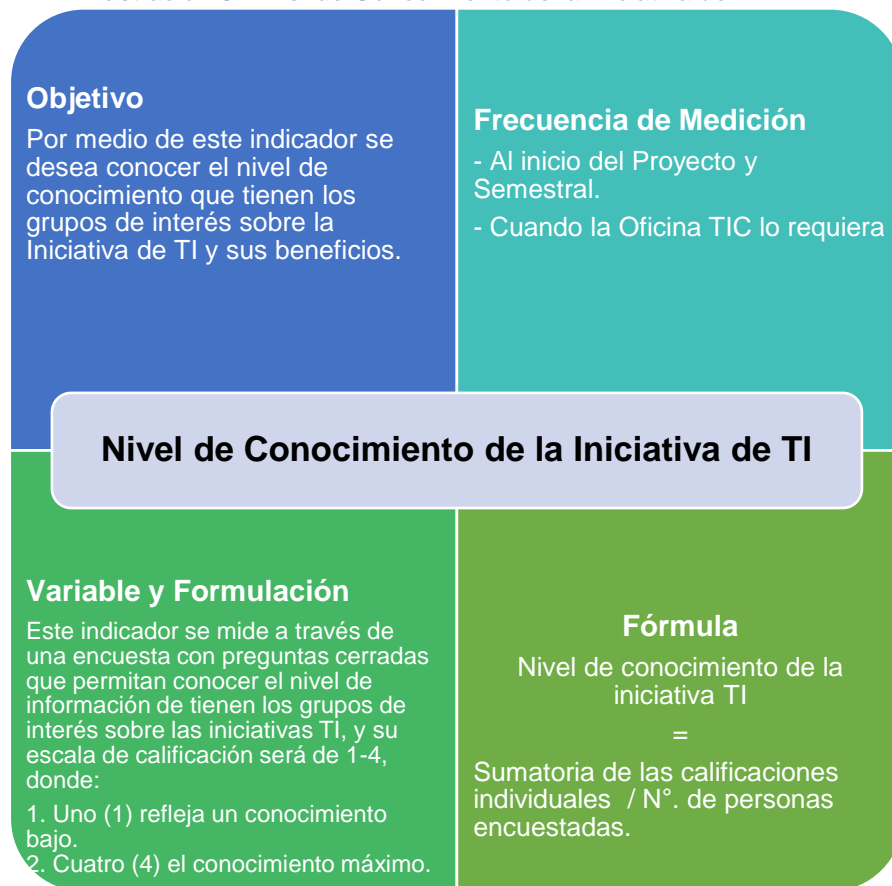 Objetivo
Por medio de este indicador se
desea conocer el nivel de
conocimiento que tienen los
grupos de interés sobre la
Iniciativa de TI y sus beneficios.
Frecuencia de Medición
- Al inicio del Proyecto y
Semestral.
- Cuando la Oficina TIC lo requiera
Nivel de Conocimiento de la Iniciativa de TI
Variable y Formulación
Este indicador se mide a través de
una encuesta con preguntas cerradas
que permitan conocer el nivel de
información de tienen los grupos de
interés sobre las iniciativas TI, y su
escala de calificación será de 1-4,
donde:
1. Uno (1) refleja un conocimiento
bajo.
2. Cuatro (4) el conocimiento máximo.
Fórmula
Nivel de conocimiento de la
iniciativa TI
=
Sumatoria de las calificaciones
individuales / N°. de personas
encuestadas.